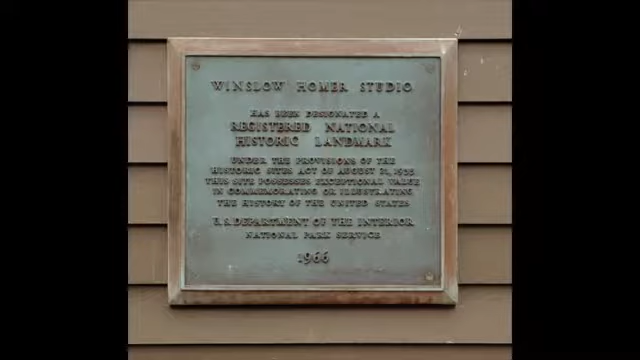 WINSLOW HOMER STUDIO
HAS BEEN DESIGNATED A
REGISTERED NATIONAL
HISTORIC LANDMARK
UNDER THE PROVISIONS OF THE
HISTORIC SITES ACT OF AUGUST 21, 1935
THIS SITE POSSESSES EXCEPTIONAL VALUE
IN COMMEMORATING OR ILLUSTRATING
THE HISTORY OF THE UNITED STATES
U.S. DEPARTMENT OF THE INTERIOR
NATIONAL PARK SERVICE
1966